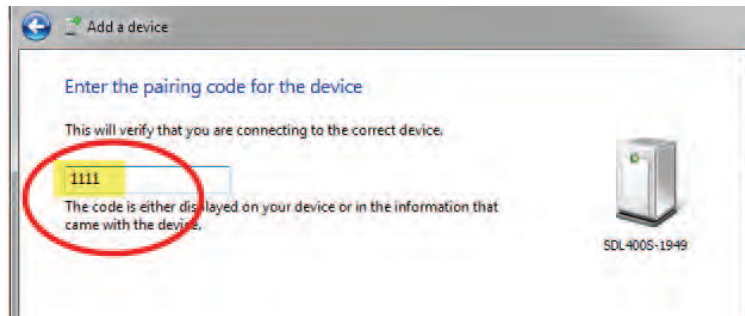 Add a device
Enter the pairing code for the device
This will verify that you are connecting to the correct device.
1111
The code is either displayed on your device or in the information that
came with the device.
SDL400S-1949